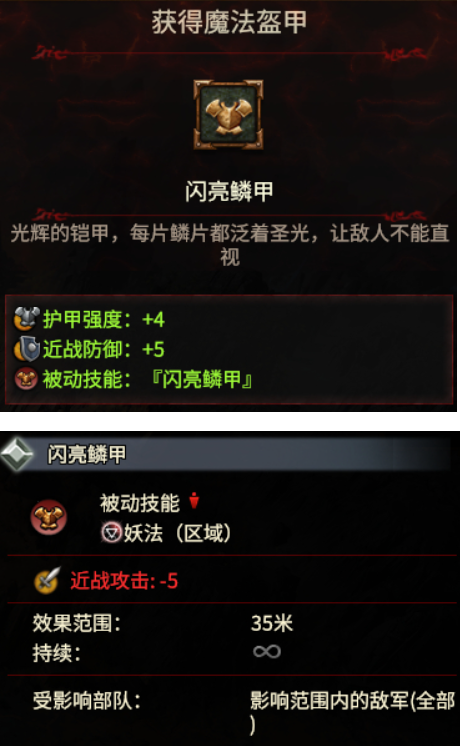 获得魔法盔甲
闪亮鳞甲
光辉的铠甲，每片鳞片都泛着圣光，让敌人不能直
视
护甲强度：+4
近战防御：+5
被动技能：『闪亮鳞甲』
闪亮鳞甲
被动技能
妖法（区域）
近战攻击: -5
效果范围： 35米
持续： ∞
受影响部队： 影响范围内的敌军(全部
)